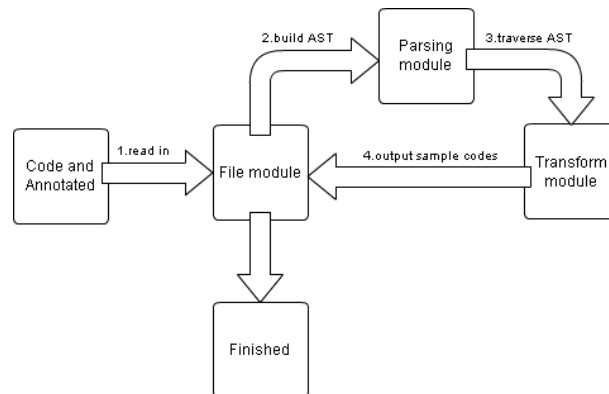 2.build AST
Parsing
module
3.traverse AST
Code and
Annotated
1.read in
File module
4.output sample codes
Transform
module
Finished